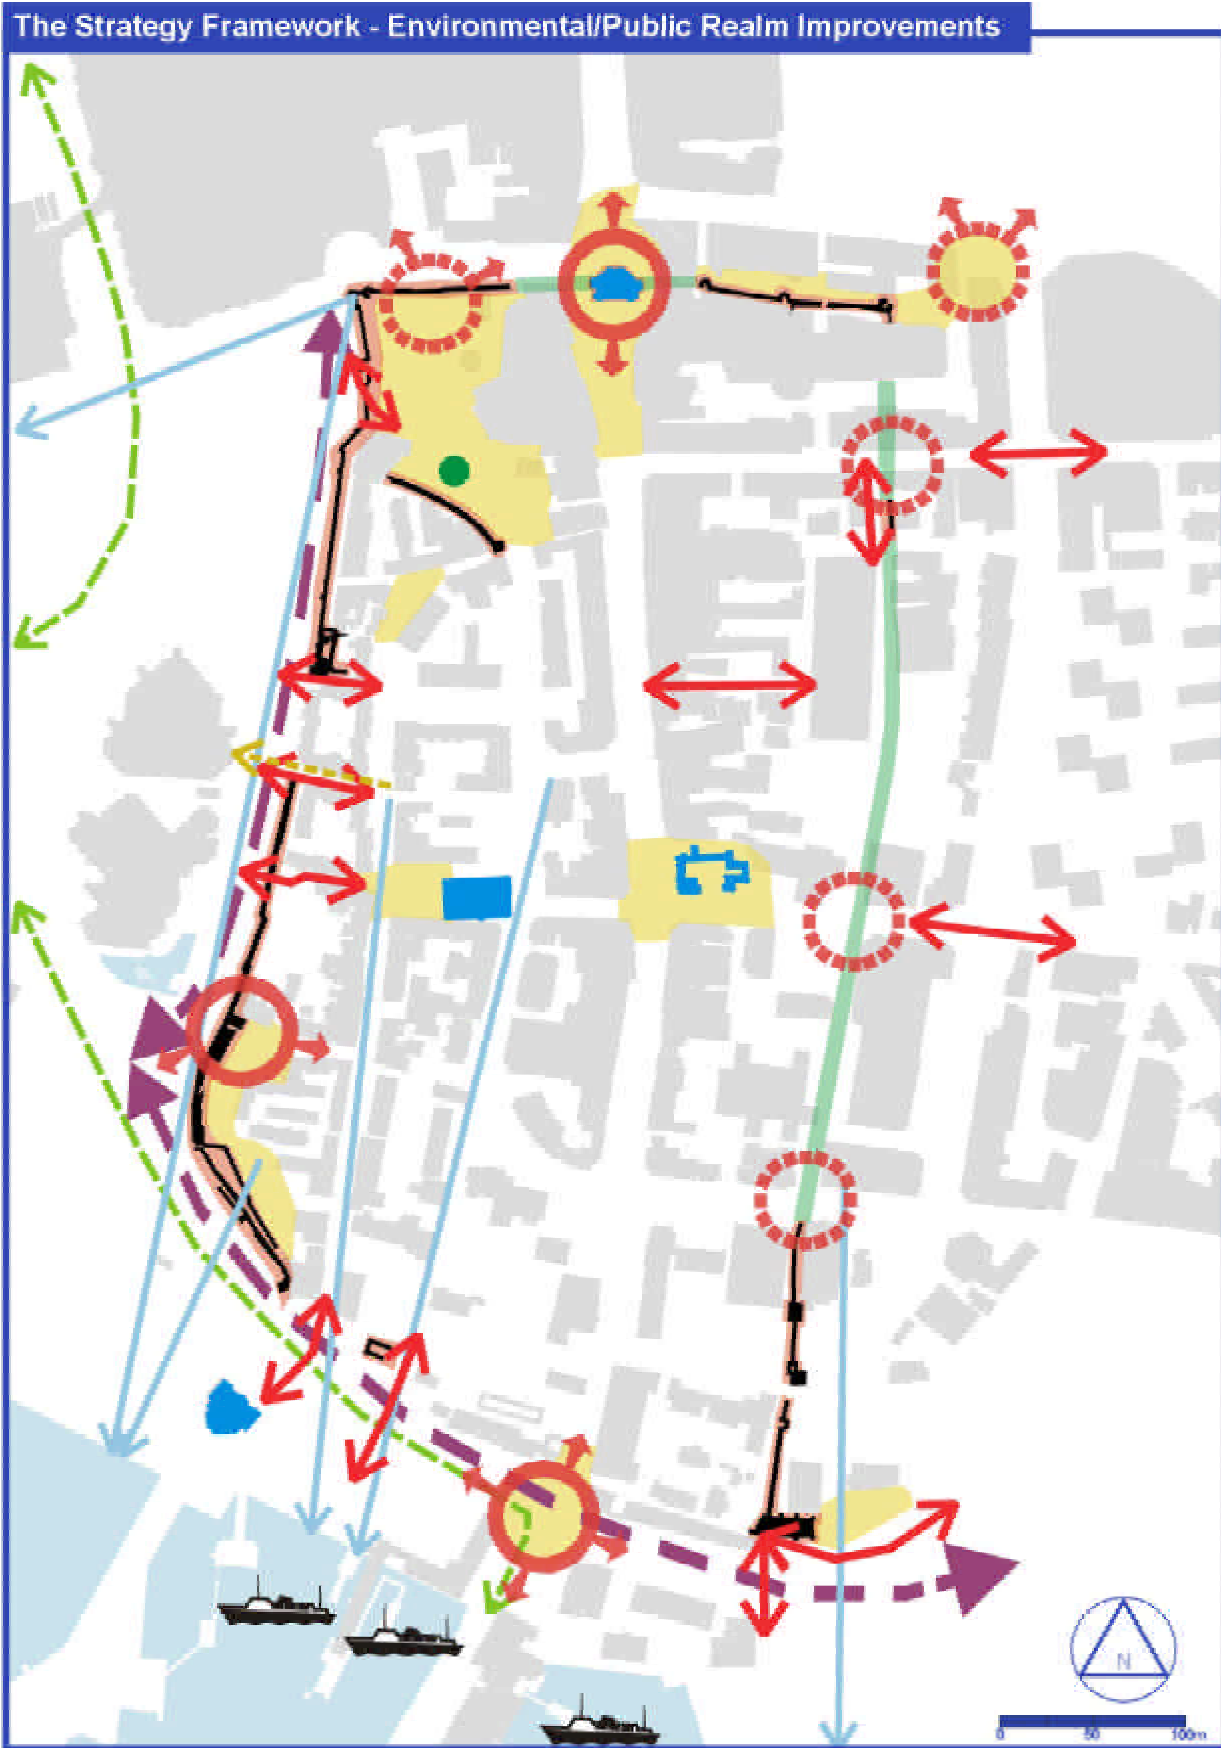 The Strategy Framework - Environmental/Public Realm Improvements
N
0 50 100m